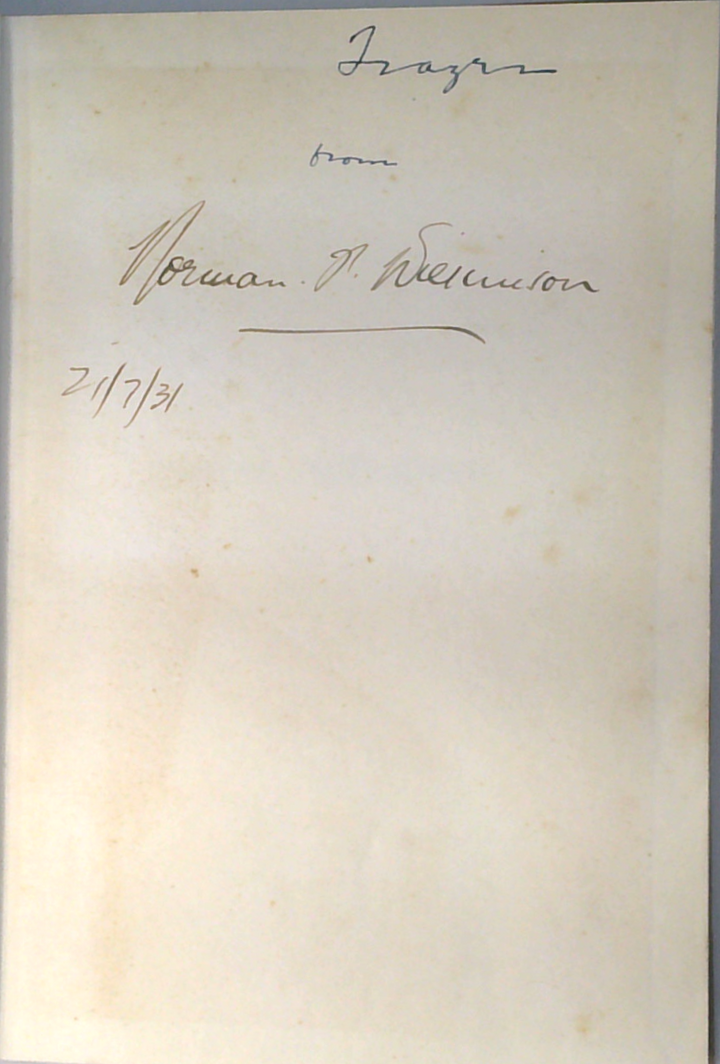 Frazer
from
Norman. P. Wilkinson
21/7/31